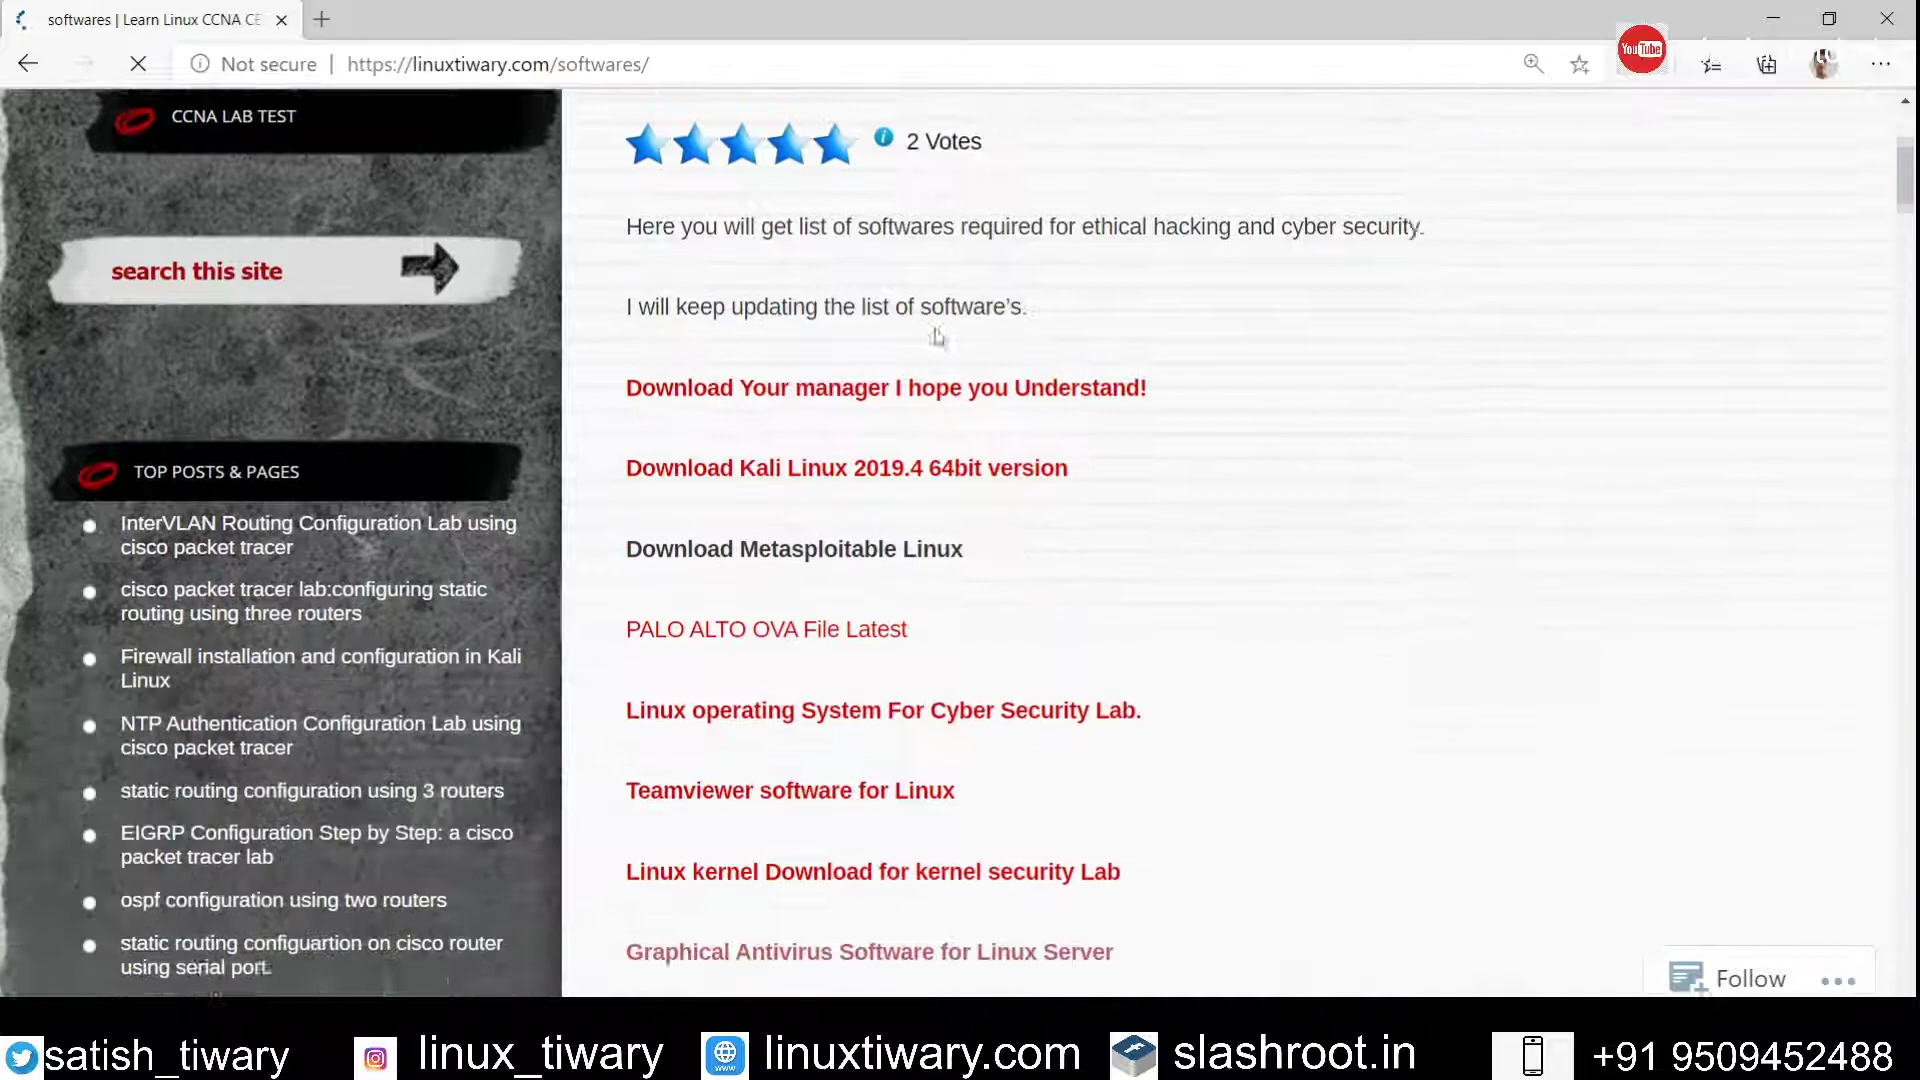 softwares | Learn Linux CCNA CE
Not secure | https://linuxtiwary.com/softwares/
YouTube
CCNA LAB TEST
search this site
TOP POSTS & PAGES
InterVLAN Routing Configuration Lab using
cisco packet tracer
cisco packet tracer lab:configuring static
routing using three routers
Firewall installation and configuration in Kali
Linux
NTP Authentication Configuration Lab using
cisco packet tracer
static routing configuration using 3 routers
EIGRP Configuration Step by Step: a cisco
packet tracer lab
ospf configuration using two routers
static routing configuartion on cisco router
using serial port.
2 Votes
Here you will get list of softwares required for ethical hacking and cyber security.
I will keep updating the list of software’s.
Download Your manager I hope you Understand!
Download Kali Linux 2019.4 64bit version
Download Metasploitable Linux
PALO ALTO OVA File Latest
Linux operating System For Cyber Security Lab.
Teamviewer software for Linux
Linux kernel Download for kernel security Lab
Graphical Antivirus Software for Linux Server
Follow
satish_tiwary
linux_tiwary
www
linuxtiwary.com
slashroot.in
+91 9509452488